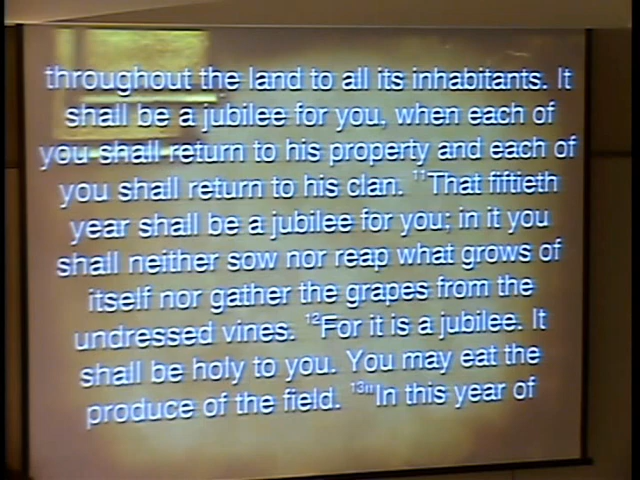 throughout the land to all its inhabitants. It
shall be a jubilee for you, when each of
you shall return to his property and each of
you shall return to his clan. ¹¹That fiftieth
year shall be a jubilee for you; in it you
shall neither sow nor reap what grows of
itself nor gather the grapes from the
undressed vines. ¹²For it is a jubilee. It
shall be holy to you. You may eat the
produce of the field. ¹³"In this year of